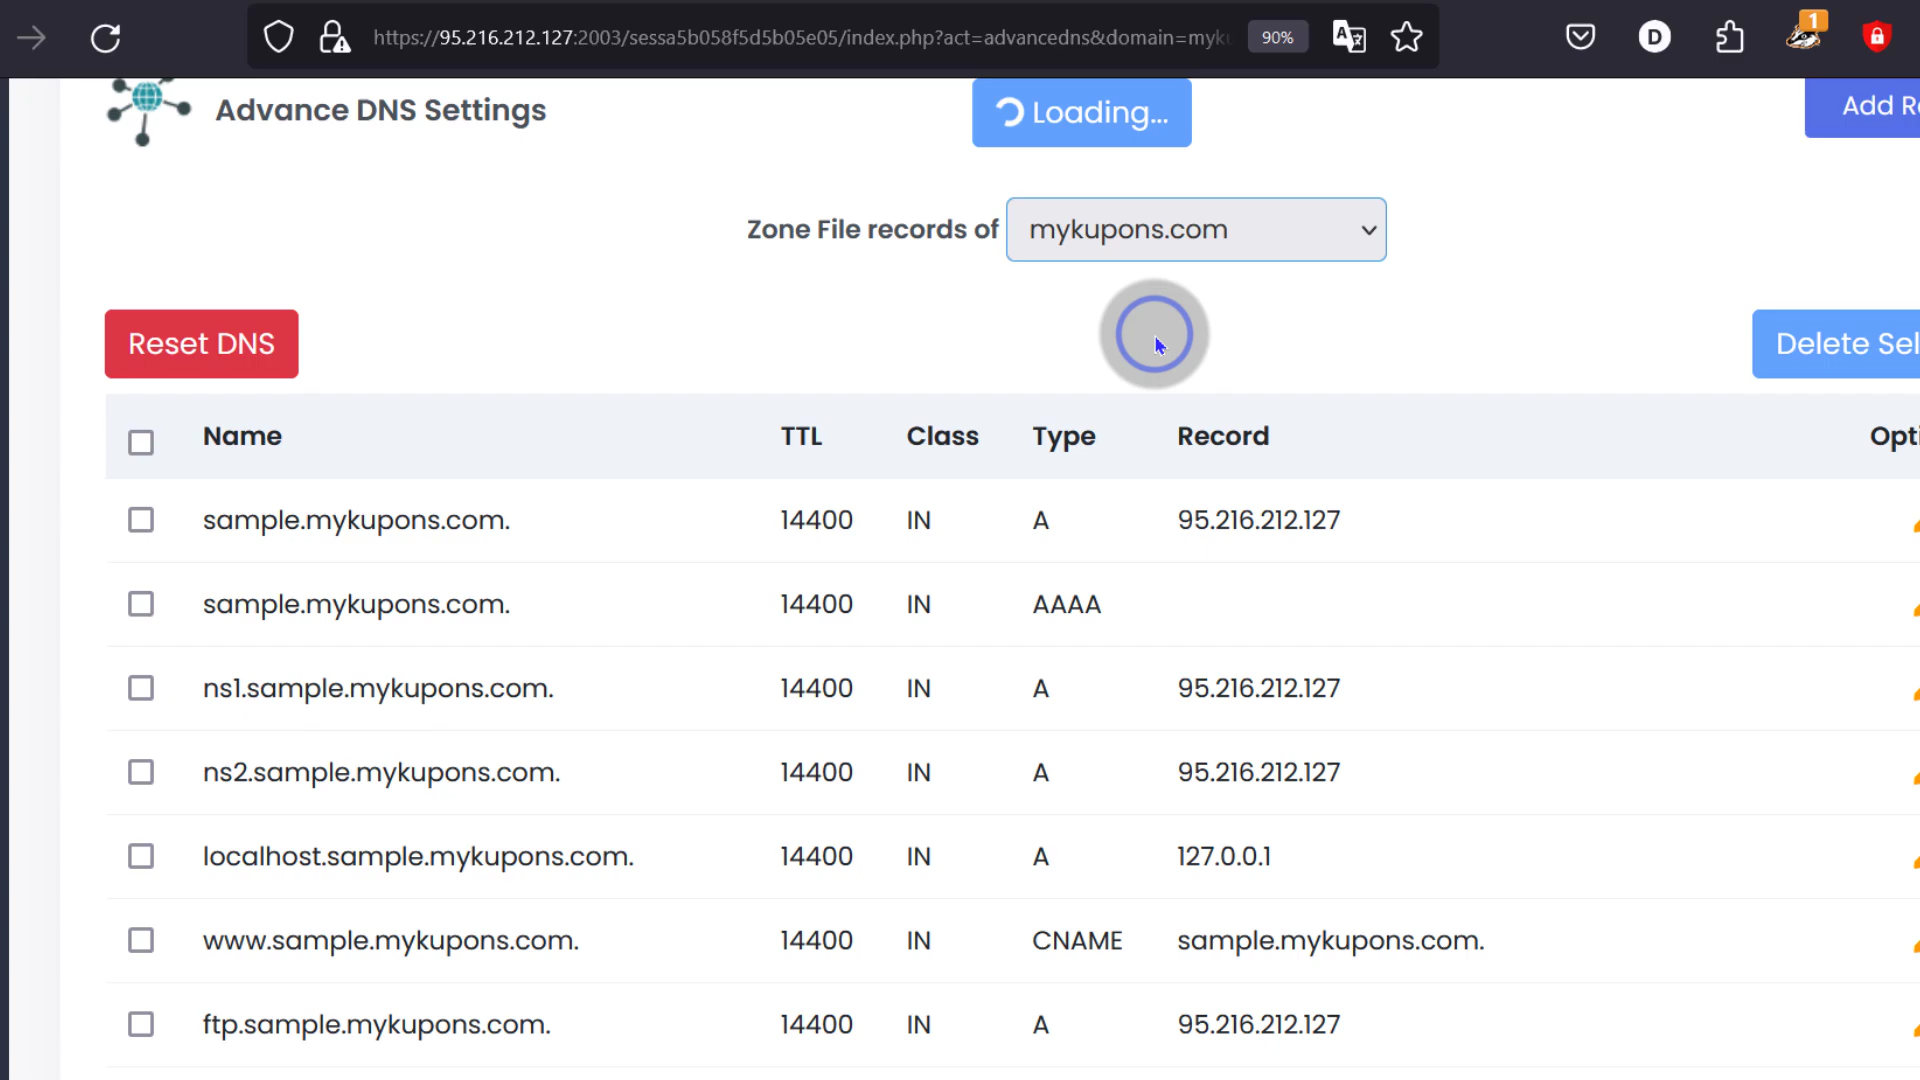 https://95.216.212.127:2003/sessa5b058f5d5b05e05/index.php?act=advancedns&domain=myku
90%
D
1
Advance DNS Settings
Loading...
Add Re
Zone File records of mykupons.com
Reset DNS
Delete Sel
Name TTL Class Type Record Opti
sample.mykupons.com. 14400 IN A 95.216.212.127
sample.mykupons.com. 14400 IN AAAA
ns1.sample.mykupons.com. 14400 IN A 95.216.212.127
ns2.sample.mykupons.com. 14400 IN A 95.216.212.127
localhost.sample.mykupons.com. 14400 IN A 127.0.0.1
www.sample.mykupons.com. 14400 IN CNAME sample.mykupons.com.
ftp.sample.mykupons.com. 14400 IN A 95.216.212.127